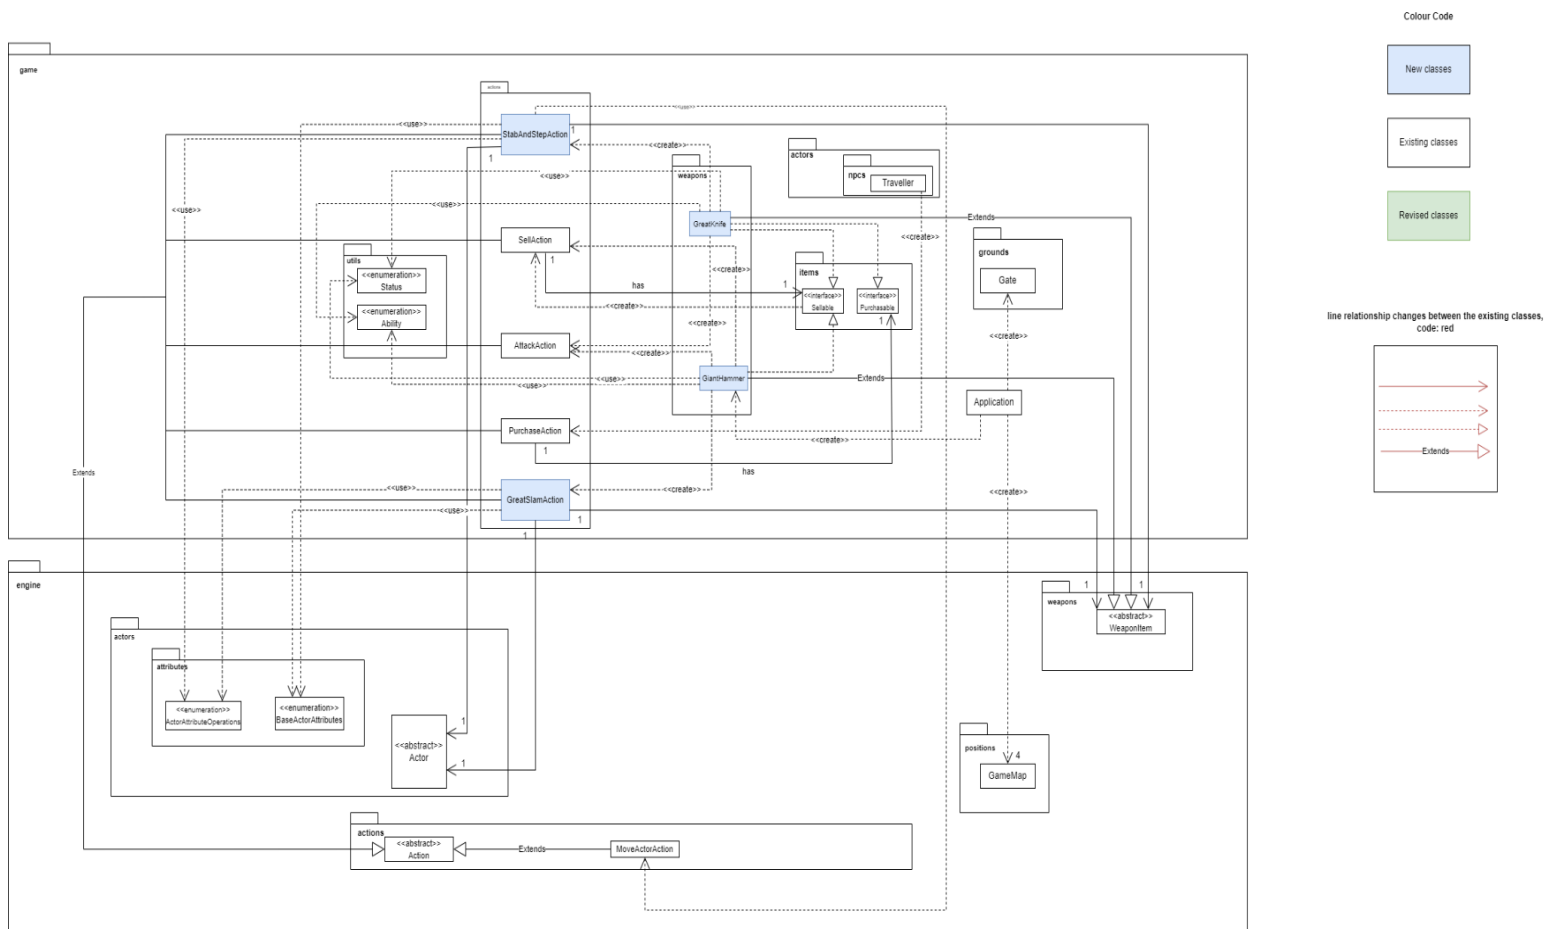 Colour Code
New classes
Existing classes
Revised classes
line relationship changes between the existing classes,
code: red
Extends
game
actions
<<use>>
StabAndStepAction
1
<<use>>
1
<<create>>
<<use>>
<<use>>
<<use>>
weapons
actors
npcs
Traveller
GreatKnife
Extends
<<create>>
SellAction
1
utils
<<enumeration>>
Status
<<enumeration>>
Ability
<<create>>
has
1
<<create>>
items
<<interface>>
Sellable
<<interface>>
Purchasable
1
grounds
Gate
<<create>>
<<create>>
AttackAction
<<create>>
<<use>>
<<use>>
GiantHammer
Extends
Application
PurchaseAction
1
<<create>>
has
Extends
<<use>>
<<use>>
GreatSlamAction
<<create>>
<<create>>
1
1
engine
weapons
1
1
<<abstract>>
WeaponItem
actors
attributes
<<enumeration>>
ActorAttributeOperations
<<enumeration>>
BaseActorAttributes
<<abstract>>
Actor
1
1
positions
4
GameMap
actions
<<abstract>>
Action
Extends
MoveActorAction